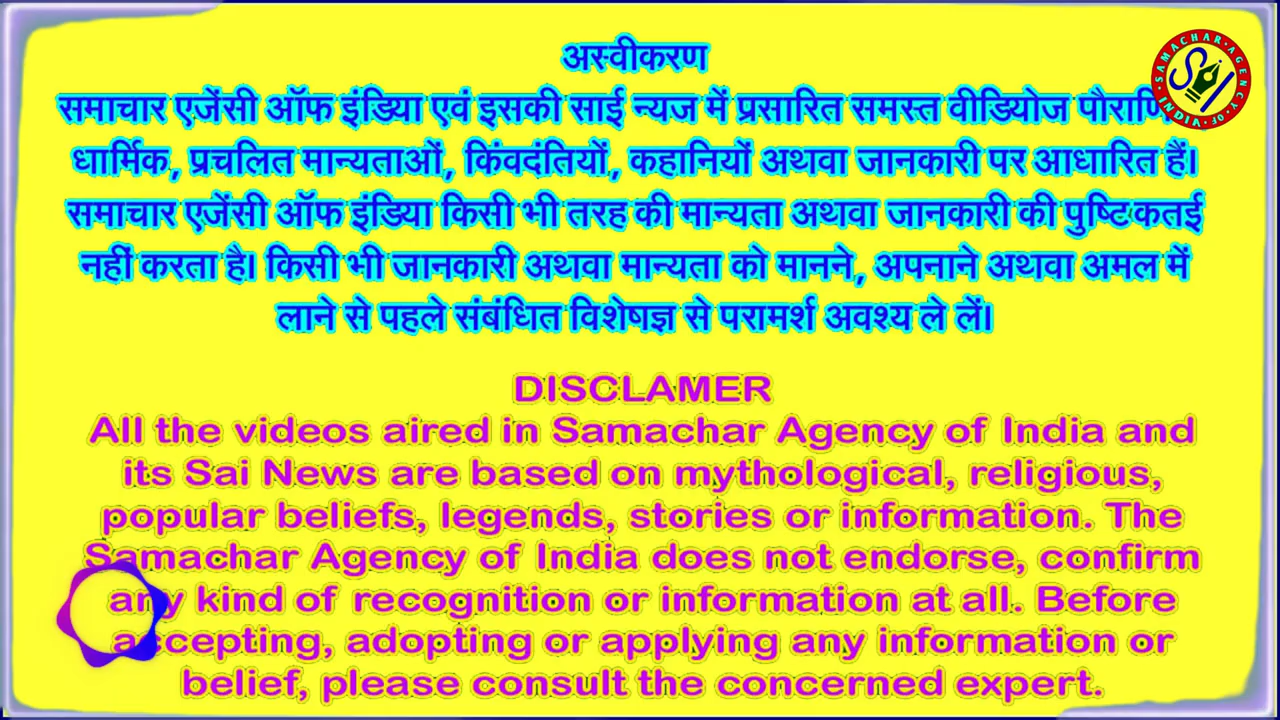 अस्वीकरण
समाचार एजेंसी ऑफ इंडिया एवं इसकी साई न्यज में प्रसारित समस्त वीडियोज
धार्मिक, प्रचलित मान्यताओं, किंवदंतियों, कहानियों अथवा जानकारी पर आधारित हैं।
समाचार एजेंसी ऑफ इंडिया किसी भी तरह की मान्यता अथवा जानकारी की पुष्टि कतई
नहीं करता है। किसी भी जानकारी अथवा मान्यता को मानने, अपनाने अथवा अमल में
लाने से पहले संबंधित विशेषज्ञ से परामर्श अवश्य ले लें।
SAMACHAR AGENCY OF INDIA
DISCLAMER
All the videos aired in Samachar Agency of India and
its Sai News are based on mythological, religious,
popular beliefs, legends, stories or information. The
Samachar Agency of India does not endorse, confirm
any kind of recognition or information at all. Before
accepting, adopting or applying any information or
belief, please consult the concerned expert.